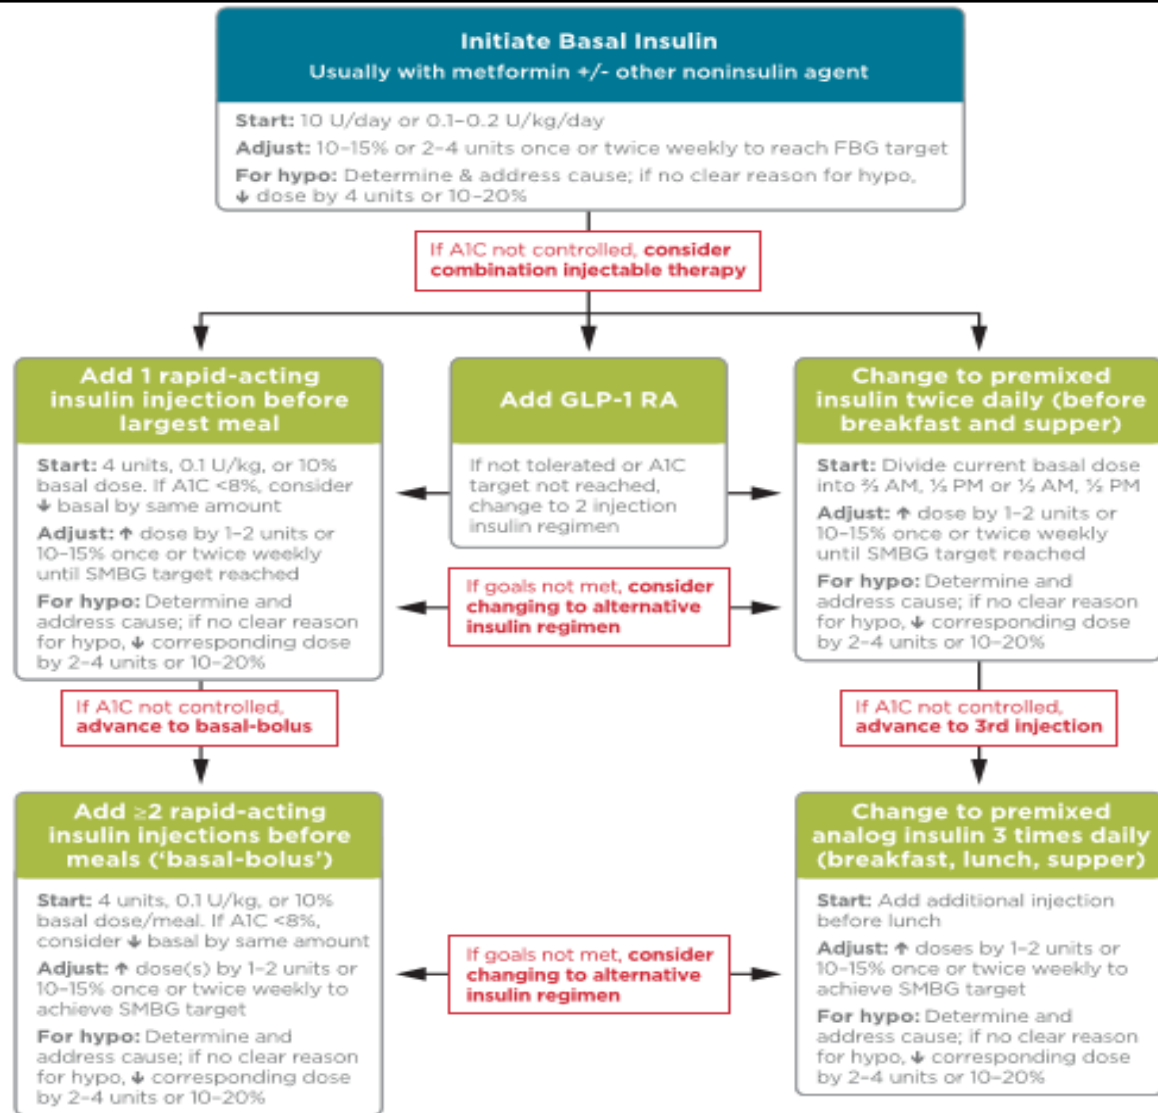 Initiate Basal Insulin
Usually with metformin +/- other noninsulin agent
Start: 10 U/day or 0.1–0.2 U/kg/day
Adjust: 10–15% or 2–4 units once or twice weekly to reach FBG target
For hypo: Determine & address cause; if no clear reason for hypo,
↓ dose by 4 units or 10–20%
If A1C not controlled, consider
combination injectable therapy
Add 1 rapid-acting
insulin injection before
largest meal
Start: 4 units, 0.1 U/kg, or 10%
basal dose. If A1C <8%, consider
↓ basal by same amount
Adjust: ↑ dose by 1–2 units or
10–15% once or twice weekly
until SMBG target reached
For hypo: Determine and
address cause; if no clear reason
for hypo, ↓ corresponding dose
by 2–4 units or 10–20%
Add GLP-1 RA
If not tolerated or A1C
target not reached,
change to 2 injection
insulin regimen
Change to premixed
insulin twice daily (before
breakfast and supper)
Start: Divide current basal dose
into ⅔ AM, ⅓ PM or ½ AM, ½ PM
Adjust: ↑ dose by 1–2 units or
10–15% once or twice weekly
until SMBG target reached
For hypo: Determine and
address cause; if no clear reason
for hypo, ↓ corresponding dose
by 2–4 units or 10–20%
If goals not met, consider
changing to alternative
insulin regimen
If A1C not controlled,
advance to basal-bolus
If A1C not controlled,
advance to 3rd injection
Add ≥2 rapid-acting
insulin injections before
meals (‘basal-bolus’)
Start: 4 units, 0.1 U/kg, or 10%
basal dose/meal. If A1C <8%,
consider ↓ basal by same amount
Adjust: ↑ dose(s) by 1–2 units or
10–15% once or twice weekly to
achieve SMBG target
For hypo: Determine and
address cause; if no clear reason
for hypo, ↓ corresponding dose
by 2–4 units or 10–20%
If goals not met, consider
changing to alternative
insulin regimen
Change to premixed
analog insulin 3 times daily
(breakfast, lunch, supper)
Start: Add additional injection
before lunch
Adjust: ↑ doses by 1–2 units or
10–15% once or twice weekly to
achieve SMBG target
For hypo: Determine and
address cause; if no clear reason
for hypo, ↓ corresponding dose
by 2–4 units or 10–20%